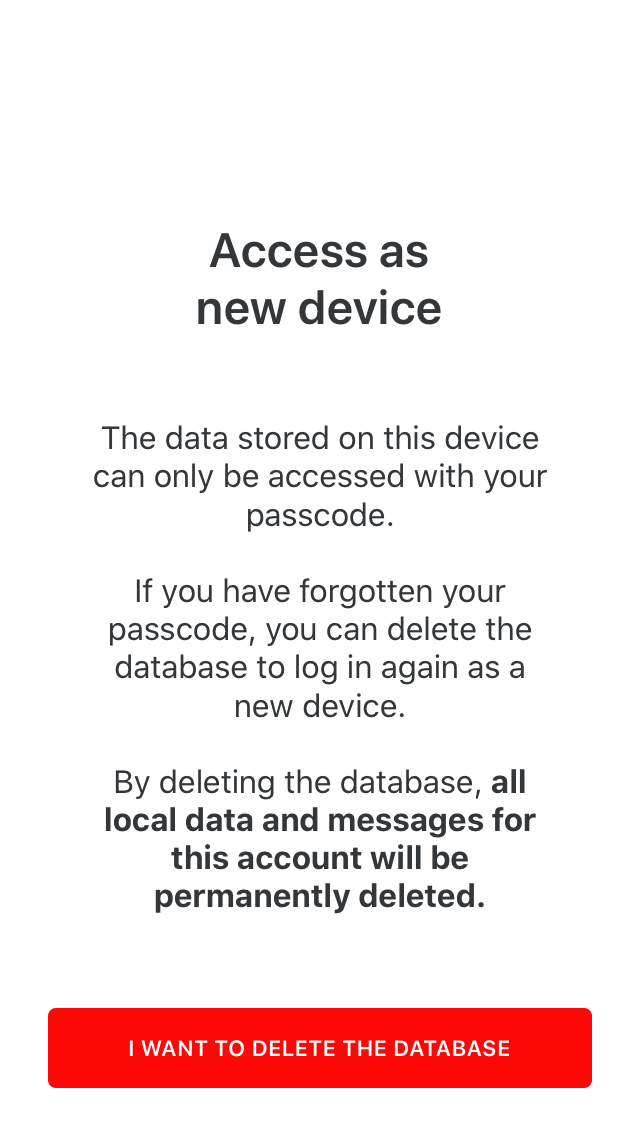 Access as
new device
The data stored on this device
can only be accessed with your
passcode.
If you have forgotten your
passcode, you can delete the
database to log in again as a
new device.
By deleting the database, all
local data and messages for
this account will be
permanently deleted.
I WANT TO DELETE THE DATABASE